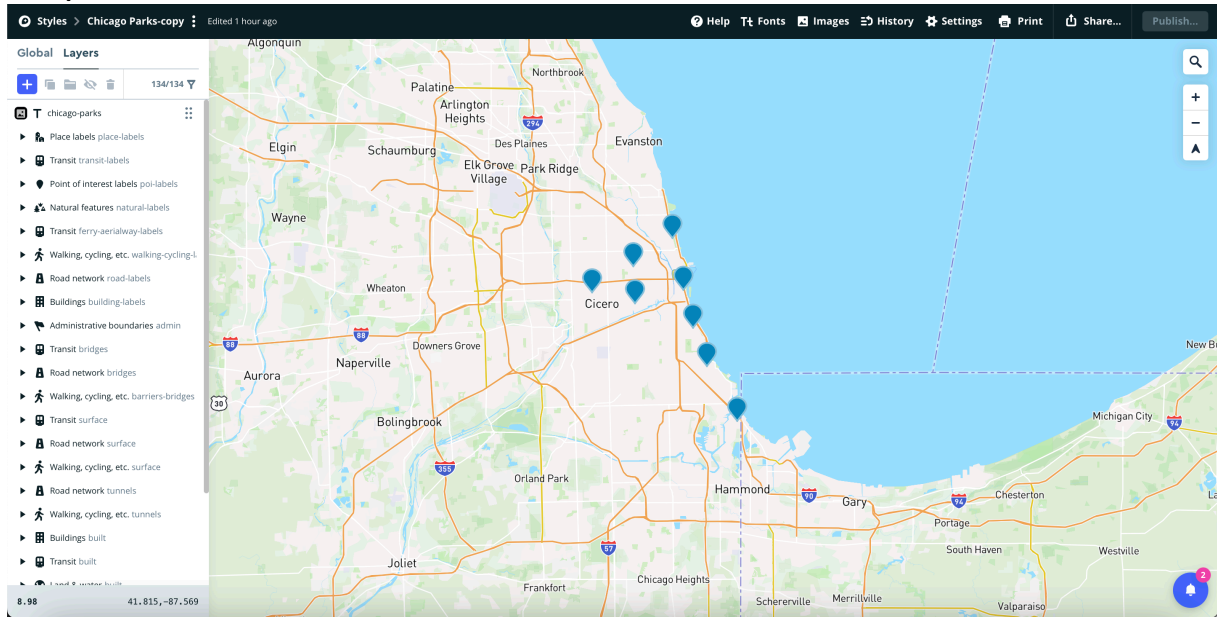 Styles > Chicago Parks-copy Edited 1 hour ago
Help Fonts Images History Settings Print Share... Publish...
Global Layers
134/134
chicago-parks
Place labels place-labels
Transit transit-labels
Point of interest labels poi-labels
Natural features natural-labels
Transit ferry-aerialway-labels
Walking, cycling, etc. walking-cycling-l
Road network road-labels
Buildings building-labels
Administrative boundaries admin
Transit bridges
Road network bridges
Walking, cycling, etc. barriers-bridges
Transit surface
Road network surface
Walking, cycling, etc. surface
Road network tunnels
Walking, cycling, etc. tunnels
Buildings built
Transit built
Land & water built
8.98 41.815,-87.569
Algonquin
Northbrook
Palatine
Arlington
Heights
294
Des Plaines
Evanston
Elgin
Schaumburg
Elk Grove
Village
Park Ridge
Wayne
Wheaton
Cicero
88
88
Downers Grove
Naperville
Aurora
30
New B
Michigan City
94
Bolingbrook
355
Orland Park
Hammond
90
Gary
94
Chesterton
La
Portage
57
South Haven
Westville
Joliet
Chicago Heights
Frankfort
Schererville
Merrillville
Valparaiso
2